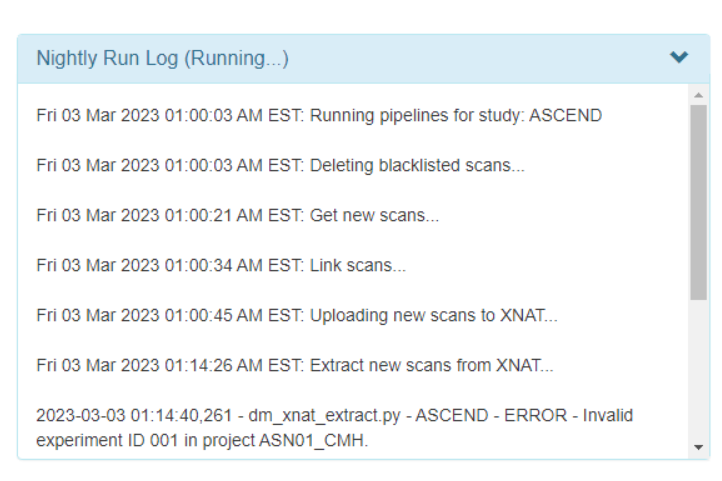 Nightly Run Log (Running...)
Fri 03 Mar 2023 01:00:03 AM EST: Running pipelines for study: ASCEND
Fri 03 Mar 2023 01:00:03 AM EST: Deleting blacklisted scans...
Fri 03 Mar 2023 01:00:21 AM EST: Get new scans...
Fri 03 Mar 2023 01:00:34 AM EST: Link scans...
Fri 03 Mar 2023 01:00:45 AM EST: Uploading new scans to XNAT...
Fri 03 Mar 2023 01:14:26 AM EST: Extract new scans from XNAT...
2023-03-03 01:14:40,261 - dm_xnat_extract.py - ASCEND - ERROR - Invalid
experiment ID 001 in project ASN01_CMH.